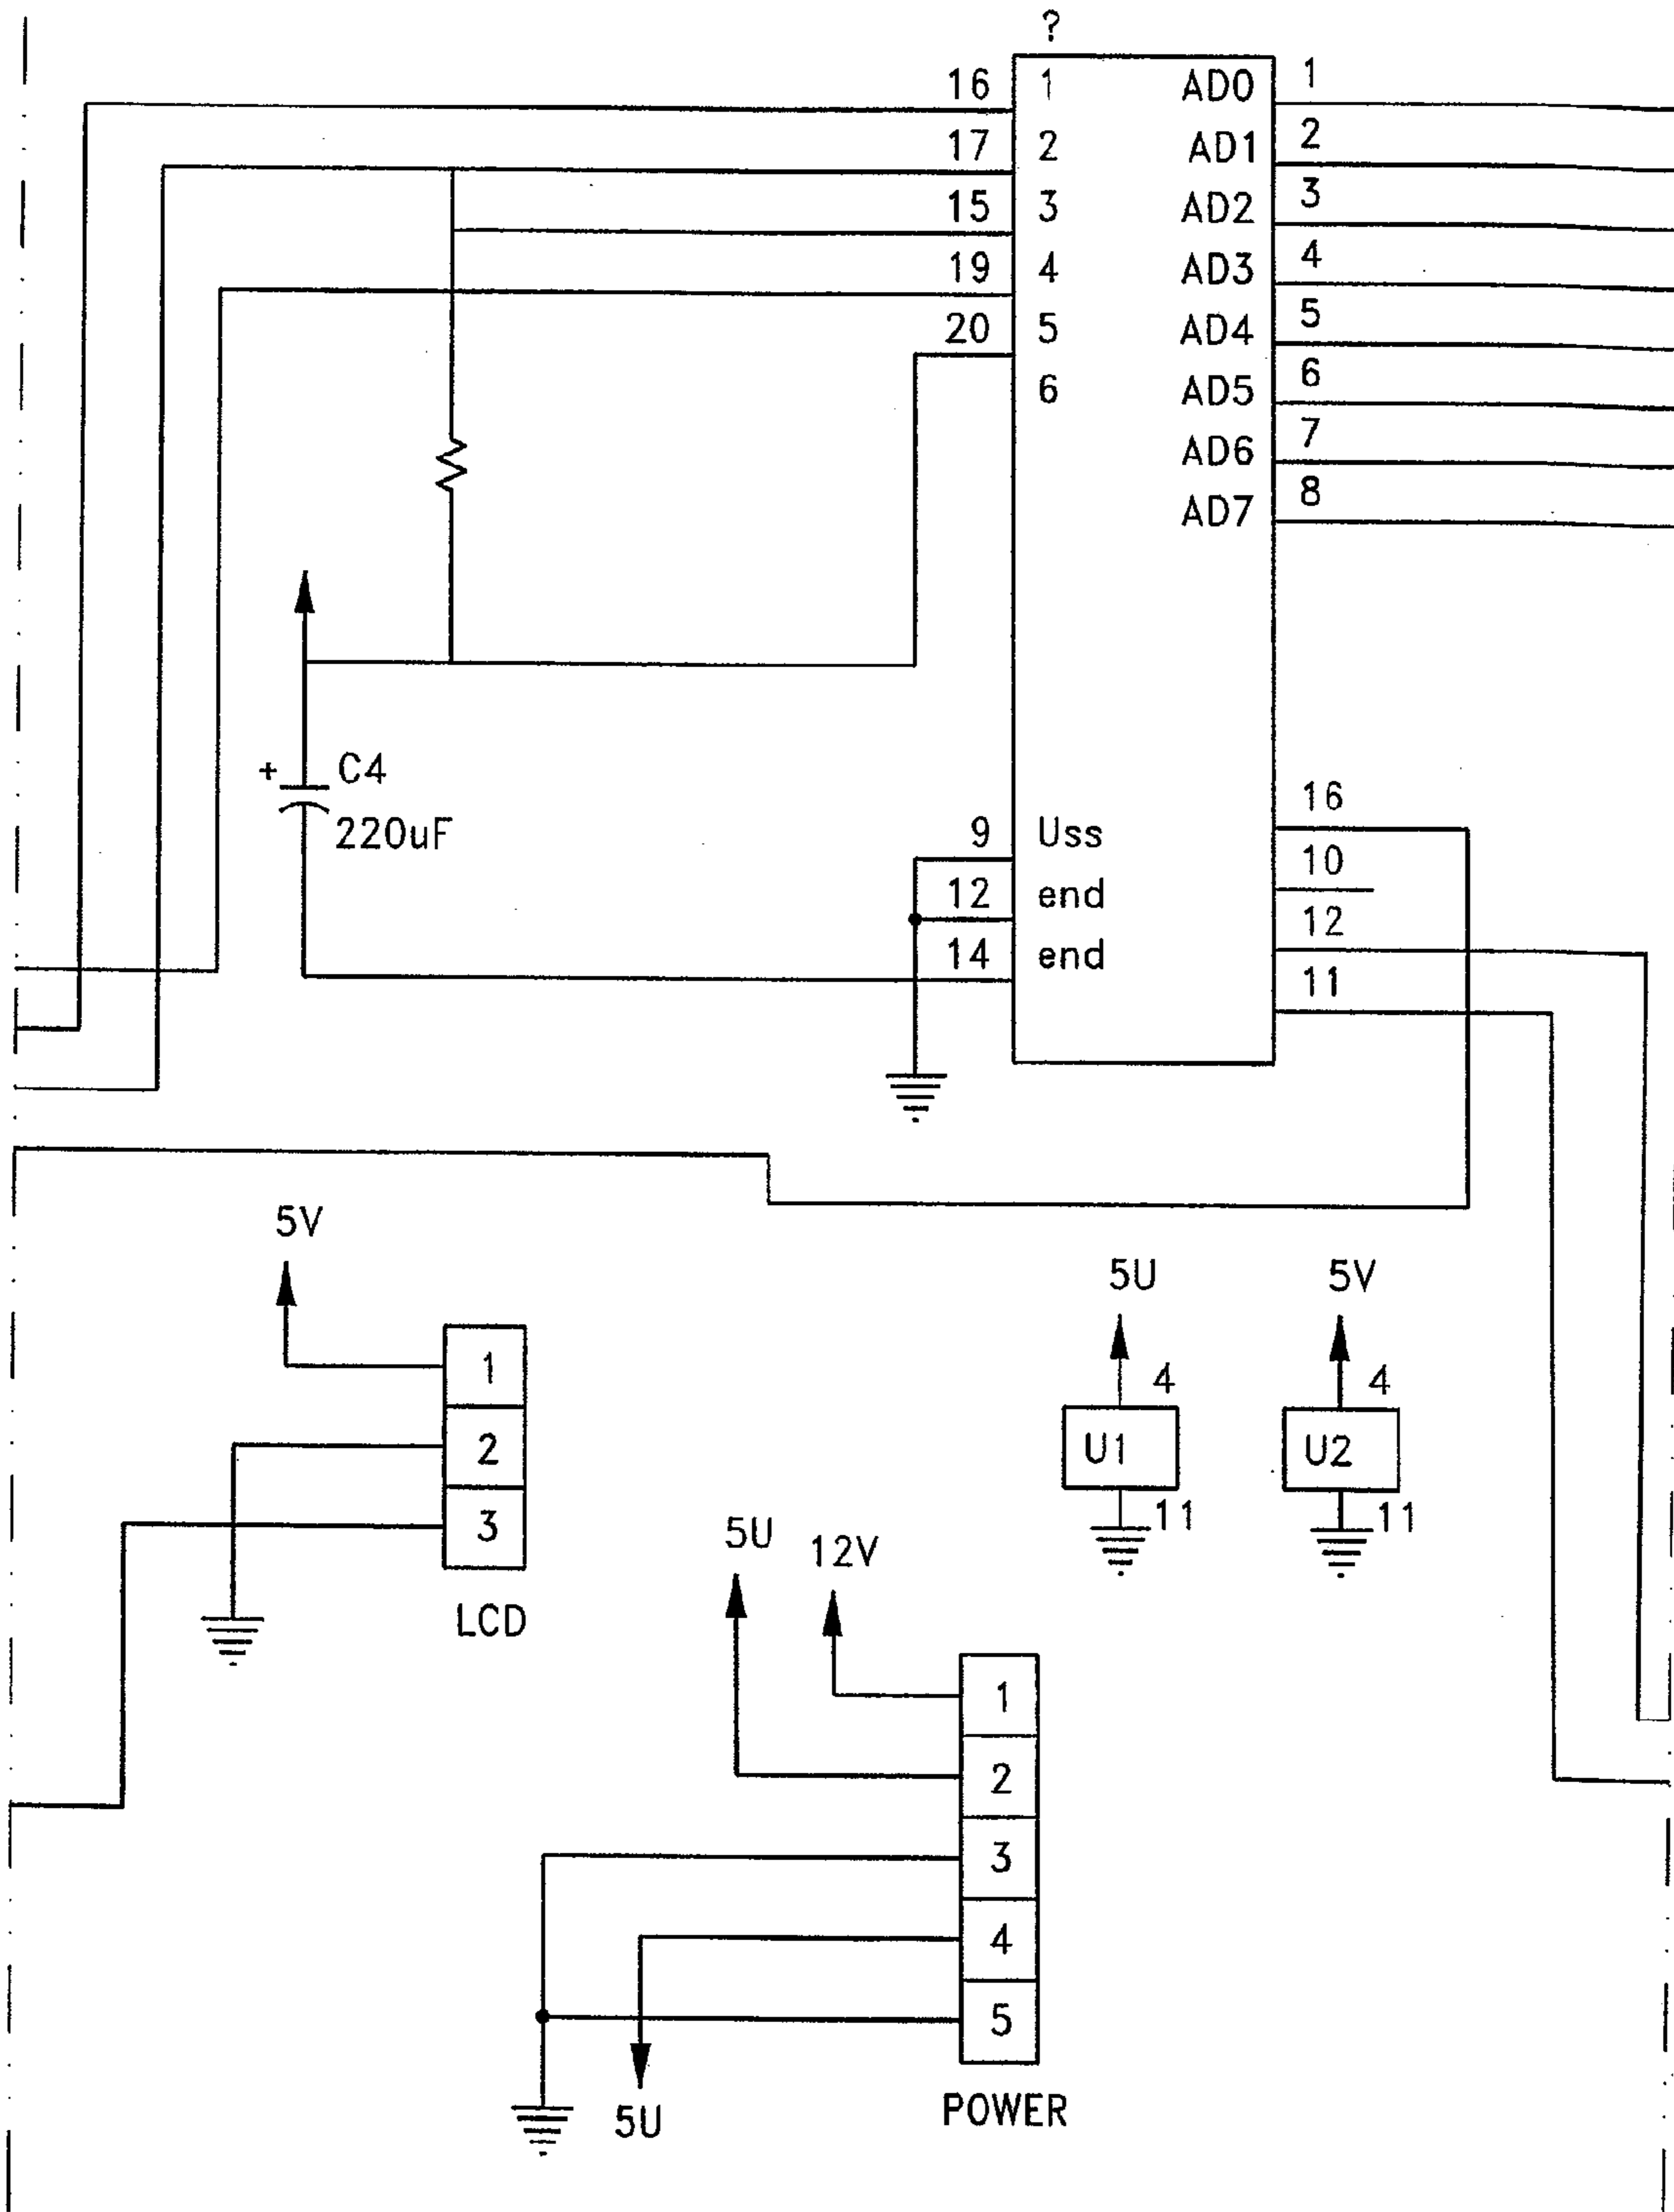 ?
16 1 AD0 1
17 2 AD1 2
15 3 AD2 3
19 4 AD3 4
20 5 AD4 5
6 AD5 6
AD6 7
AD7 8
+ C4
220uF
16
9 Uss
10
12 end
12
14 end
11
5V
5U 5V
1
4 4
2
U1 U2
3
11 11
LCD
5U 12V
1
2
3
4
5
5U
POWER